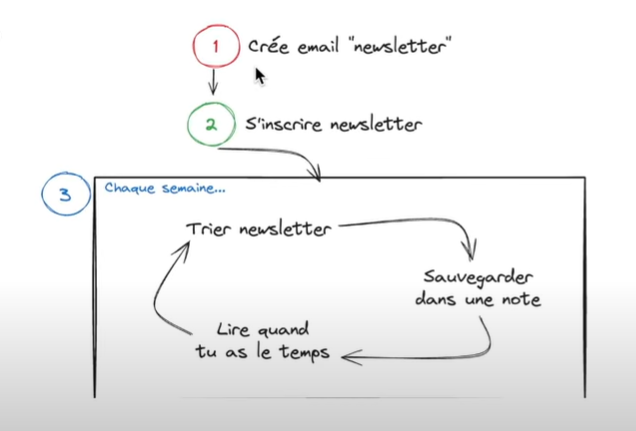 1 Crée email "newsletter"
2 S'inscrire newsletter
3 Chaque semaine...
Trier newsletter
Sauvegarder
dans une note
Lire quand
tu as le temps